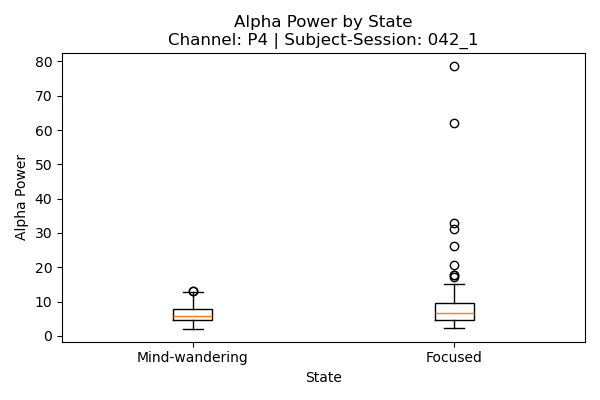 Alpha Power by State
Channel: P4 | Subject-Session: 042_1
80
70
60
50
40
30
20
10
0
Alpha Power
Mind-wandering
Focused
State